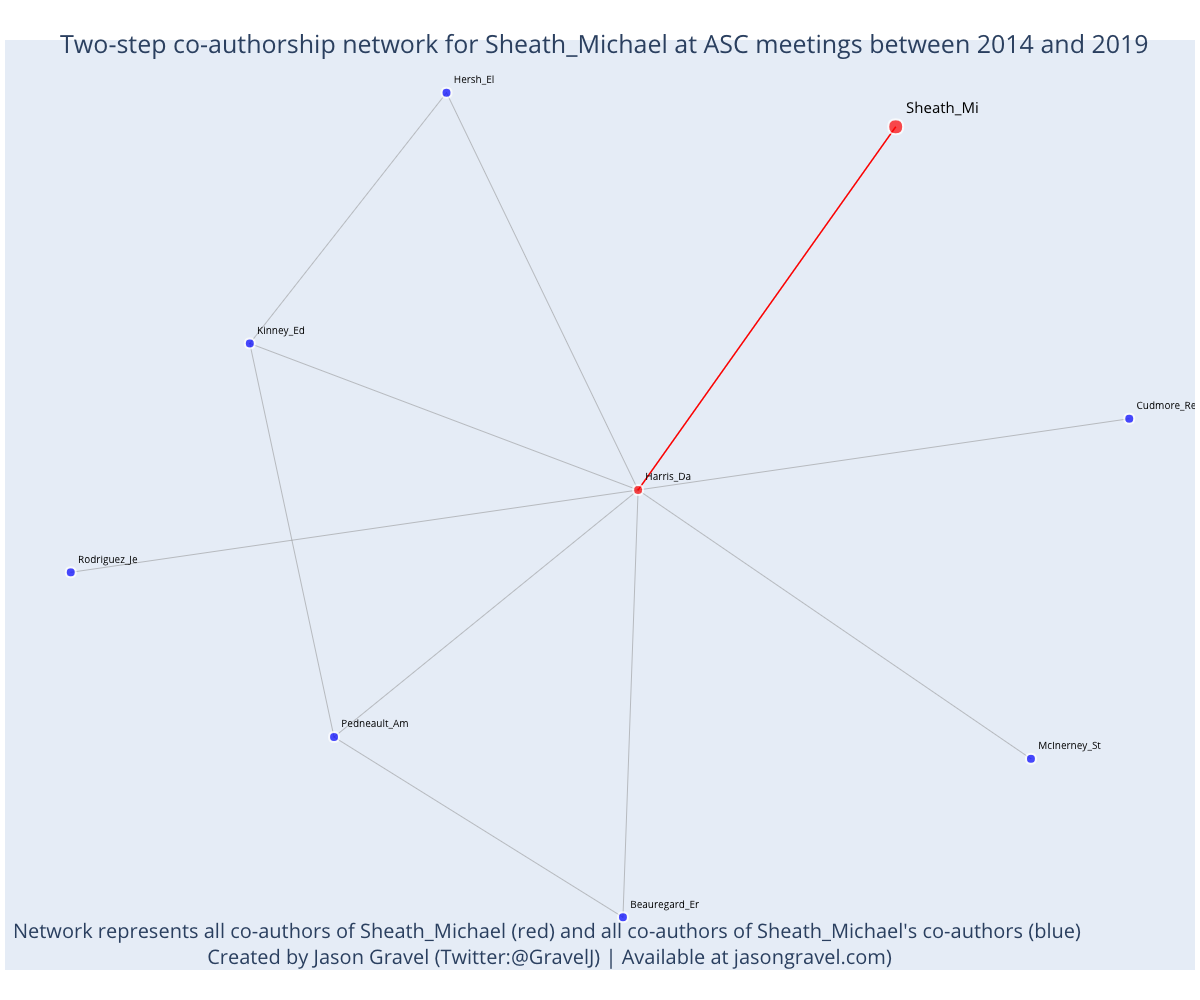 Two-step co-authorship network for Sheath_Michael at ASC meetings between 2014 and 2019
Hersh_El
Sheath_Mi
Kinney_Ed
Cudmore_Re
Harris_Da
Rodriguez_Je
Pedneault_Am
McInerney_St
Beauregard_Er
Network represents all co-authors of Sheath_Michael (red) and all co-authors of Sheath_Michael's co-authors (blue)
Created by Jason Gravel (Twitter:@GravelJ) | Available at jasongravel.com)